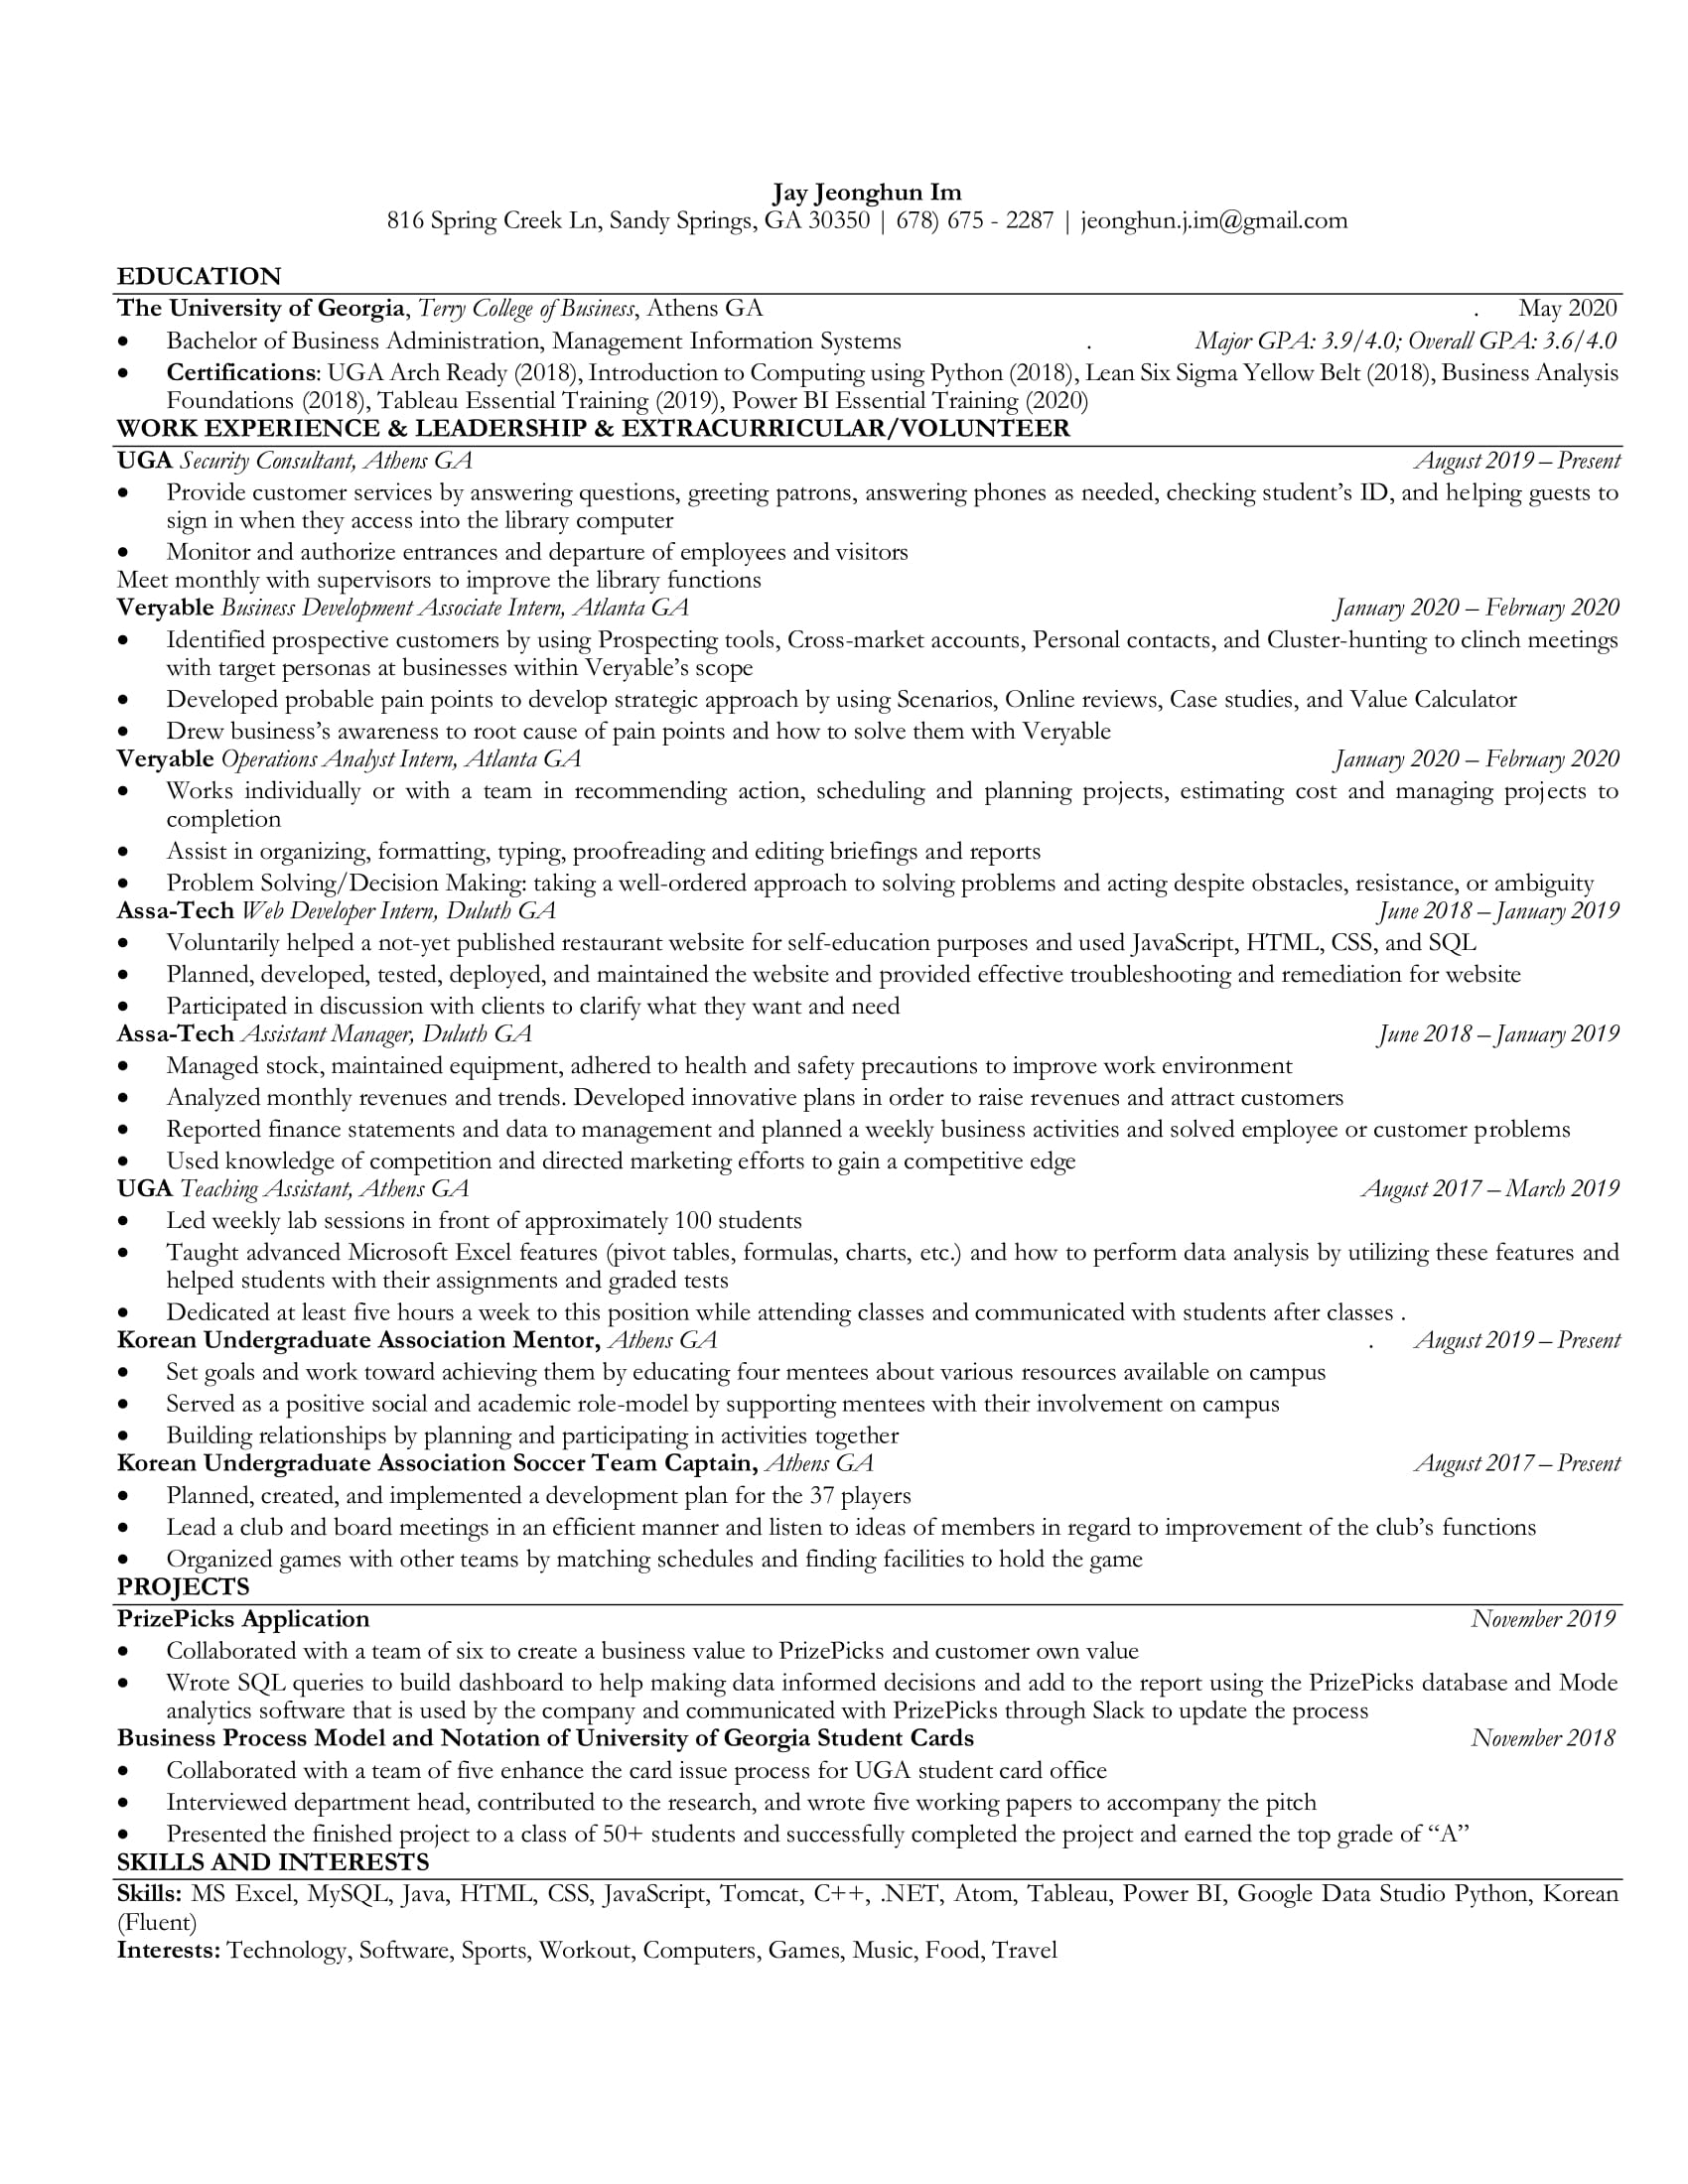 Jay Jeonghun Im
816 Spring Creek Ln, Sandy Springs, GA 30350 | 678) 675 - 2287 | jeonghun.j.im@gmail.com
EDUCATION
The University of Georgia, Terry College of Business, Athens GA . May 2020
• Bachelor of Business Administration, Management Information Systems . Major GPA: 3.9/4.0; Overall GPA: 3.6/4.0
• Certifications: UGA Arch Ready (2018), Introduction to Computing using Python (2018), Lean Six Sigma Yellow Belt (2018), Business Analysis
Foundations (2018), Tableau Essential Training (2019), Power BI Essential Training (2020)
WORK EXPERIENCE & LEADERSHIP & EXTRACURRICULAR/VOLUNTEER
UGA Security Consultant, Athens GA August 2019 – Present
• Provide customer services by answering questions, greeting patrons, answering phones as needed, checking student’s ID, and helping guests to
sign in when they access into the library computer
• Monitor and authorize entrances and departure of employees and visitors
Meet monthly with supervisors to improve the library functions
Veryable Business Development Associate Intern, Atlanta GA January 2020 – February 2020
• Identified prospective customers by using Prospecting tools, Cross-market accounts, Personal contacts, and Cluster-hunting to clinch meetings
with target personas at businesses within Veryable’s scope
• Developed probable pain points to develop strategic approach by using Scenarios, Online reviews, Case studies, and Value Calculator
• Drew business’s awareness to root cause of pain points and how to solve them with Veryable
Veryable Operations Analyst Intern, Atlanta GA January 2020 – February 2020
• Works individually or with a team in recommending action, scheduling and planning projects, estimating cost and managing projects to
completion
• Assist in organizing, formatting, typing, proofreading and editing briefings and reports
• Problem Solving/Decision Making: taking a well-ordered approach to solving problems and acting despite obstacles, resistance, or ambiguity
Assa-Tech Web Developer Intern, Duluth GA June 2018 – January 2019
• Voluntarily helped a not-yet published restaurant website for self-education purposes and used JavaScript, HTML, CSS, and SQL
• Planned, developed, tested, deployed, and maintained the website and provided effective troubleshooting and remediation for website
• Participated in discussion with clients to clarify what they want and need
Assa-Tech Assistant Manager, Duluth GA June 2018 – January 2019
• Managed stock, maintained equipment, adhered to health and safety precautions to improve work environment
• Analyzed monthly revenues and trends. Developed innovative plans in order to raise revenues and attract customers
• Reported finance statements and data to management and planned a weekly business activities and solved employee or customer problems
• Used knowledge of competition and directed marketing efforts to gain a competitive edge
UGA Teaching Assistant, Athens GA August 2017 – March 2019
• Led weekly lab sessions in front of approximately 100 students
• Taught advanced Microsoft Excel features (pivot tables, formulas, charts, etc.) and how to perform data analysis by utilizing these features and
helped students with their assignments and graded tests
• Dedicated at least five hours a week to this position while attending classes and communicated with students after classes .
Korean Undergraduate Association Mentor, Athens GA . August 2019 – Present
• Set goals and work toward achieving them by educating four mentees about various resources available on campus
• Served as a positive social and academic role-model by supporting mentees with their involvement on campus
• Building relationships by planning and participating in activities together
Korean Undergraduate Association Soccer Team Captain, Athens GA August 2017 – Present
• Planned, created, and implemented a development plan for the 37 players
• Lead a club and board meetings in an efficient manner and listen to ideas of members in regard to improvement of the club’s functions
• Organized games with other teams by matching schedules and finding facilities to hold the game
PROJECTS
PrizePicks Application November 2019
• Collaborated with a team of six to create a business value to PrizePicks and customer own value
• Wrote SQL queries to build dashboard to help making data informed decisions and add to the report using the PrizePicks database and Mode
analytics software that is used by the company and communicated with PrizePicks through Slack to update the process
Business Process Model and Notation of University of Georgia Student Cards November 2018
• Collaborated with a team of five enhance the card issue process for UGA student card office
• Interviewed department head, contributed to the research, and wrote five working papers to accompany the pitch
• Presented the finished project to a class of 50+ students and successfully completed the project and earned the top grade of “A”
SKILLS AND INTERESTS
Skills: MS Excel, MySQL, Java, HTML, CSS, JavaScript, Tomcat, C++, .NET, Atom, Tableau, Power BI, Google Data Studio Python, Korean
(Fluent)
Interests: Technology, Software, Sports, Workout, Computers, Games, Music, Food, Travel